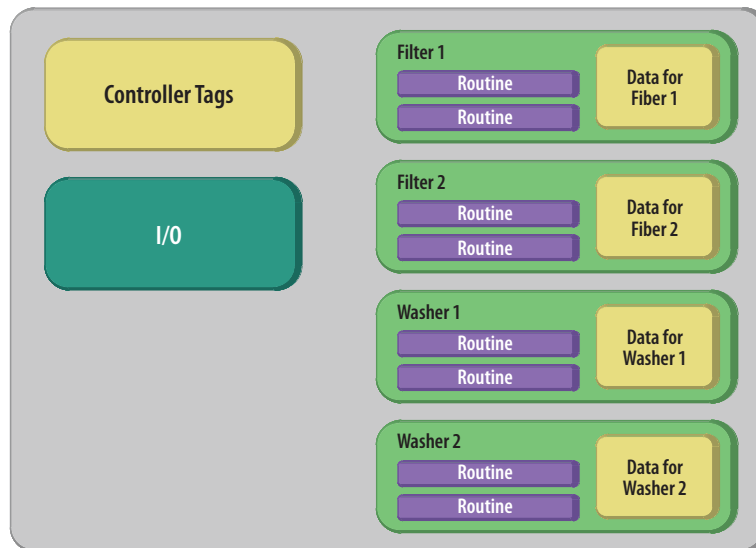 Controller Tags
I/O
Filter 1
Routine
Routine
Data for
Fiber 1
Filter 2
Routine
Routine
Data for
Fiber 2
Washer 1
Routine
Routine
Data for
Washer 1
Washer 2
Routine
Routine
Data for
Washer 2